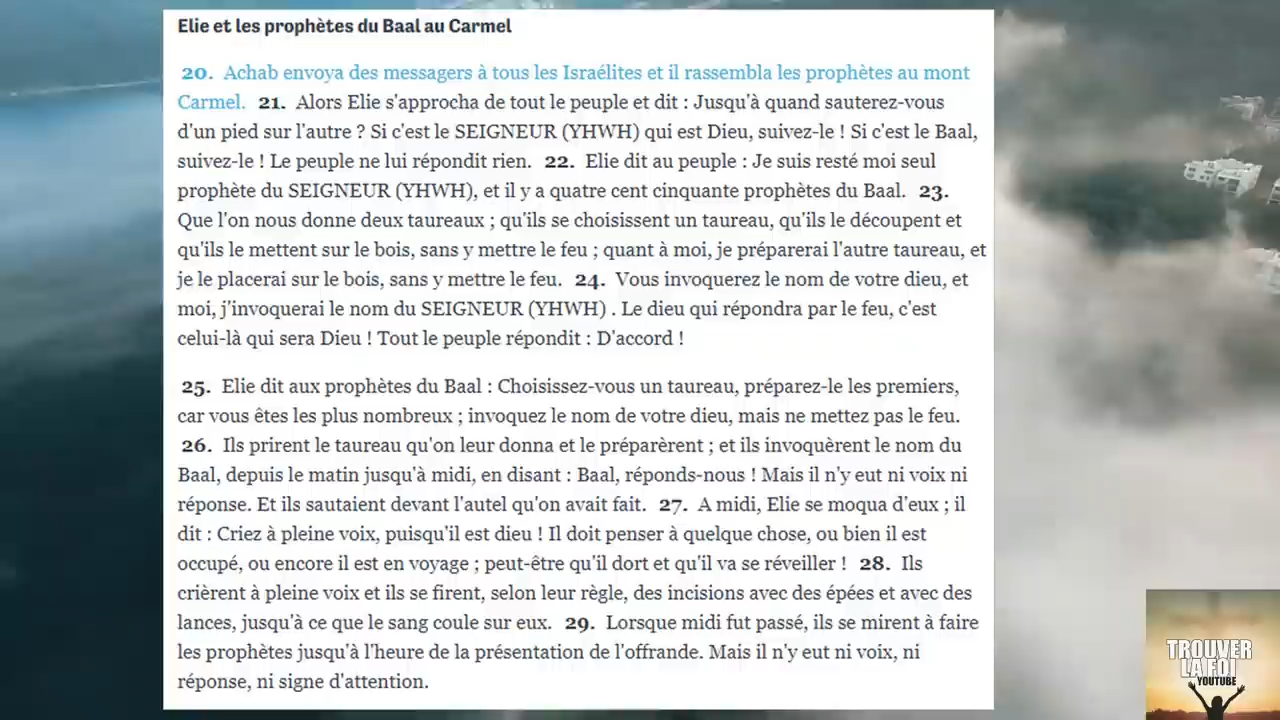 Elie et les prophètes du Baal au Carmel
20. Achab envoya des messagers à tous les Israélites et il rassembla les prophètes au mont
Carmel. 21. Alors Elie s'approcha de tout le peuple et dit : Jusqu'à quand sauterez-vous
d'un pied sur l'autre ? Si c'est le SEIGNEUR (YHWH) qui est Dieu, suivez-le ! Si c'est le Baal,
suivez-le ! Le peuple ne lui répondit rien. 22. Elie dit au peuple : Je suis resté moi seul
prophète du SEIGNEUR (YHWH), et il y a quatre cent cinquante prophètes du Baal. 23.
Que l'on nous donne deux taureaux ; qu'ils se choisissent un taureau, qu'ils le découpent et
qu'ils le mettent sur le bois, sans y mettre le feu ; quant à moi, je préparerai l'autre taureau, et
je le placerai sur le bois, sans y mettre le feu. 24. Vous invoquerez le nom de votre dieu, et
moi, j'invoquerai le nom du SEIGNEUR (YHWH) . Le dieu qui répondra par le feu, c'est
celui-là qui sera Dieu ! Tout le peuple répondit : D'accord !
25. Elie dit aux prophètes du Baal : Choisissez-vous un taureau, préparez-le les premiers,
car vous êtes les plus nombreux ; invoquez le nom de votre dieu, mais ne mettez pas le feu.
26. Ils prirent le taureau qu'on leur donna et le préparèrent ; et ils invoquèrent le nom du
Baal, depuis le matin jusqu'à midi, en disant : Baal, réponds-nous ! Mais il n'y eut ni voix ni
réponse. Et ils sautaient devant l'autel qu'on avait fait. 27. A midi, Elie se moqua d'eux ; il
dit : Criez à pleine voix, puisqu'il est dieu ! Il doit penser à quelque chose, ou bien il est
occupé, ou encore il est en voyage ; peut-être qu'il dort et qu'il va se réveiller ! 28. Ils
crièrent à pleine voix et ils se firent, selon leur règle, des incisions avec des épées et avec des
lances, jusqu'à ce que le sang coule sur eux. 29. Lorsque midi fut passé, ils se mirent à faire
les prophètes jusqu'à l'heure de la présentation de l'offrande. Mais il n'y eut ni voix, ni
réponse, ni signe d'attention.
TROUVER
LA FOI
YOUTUBE